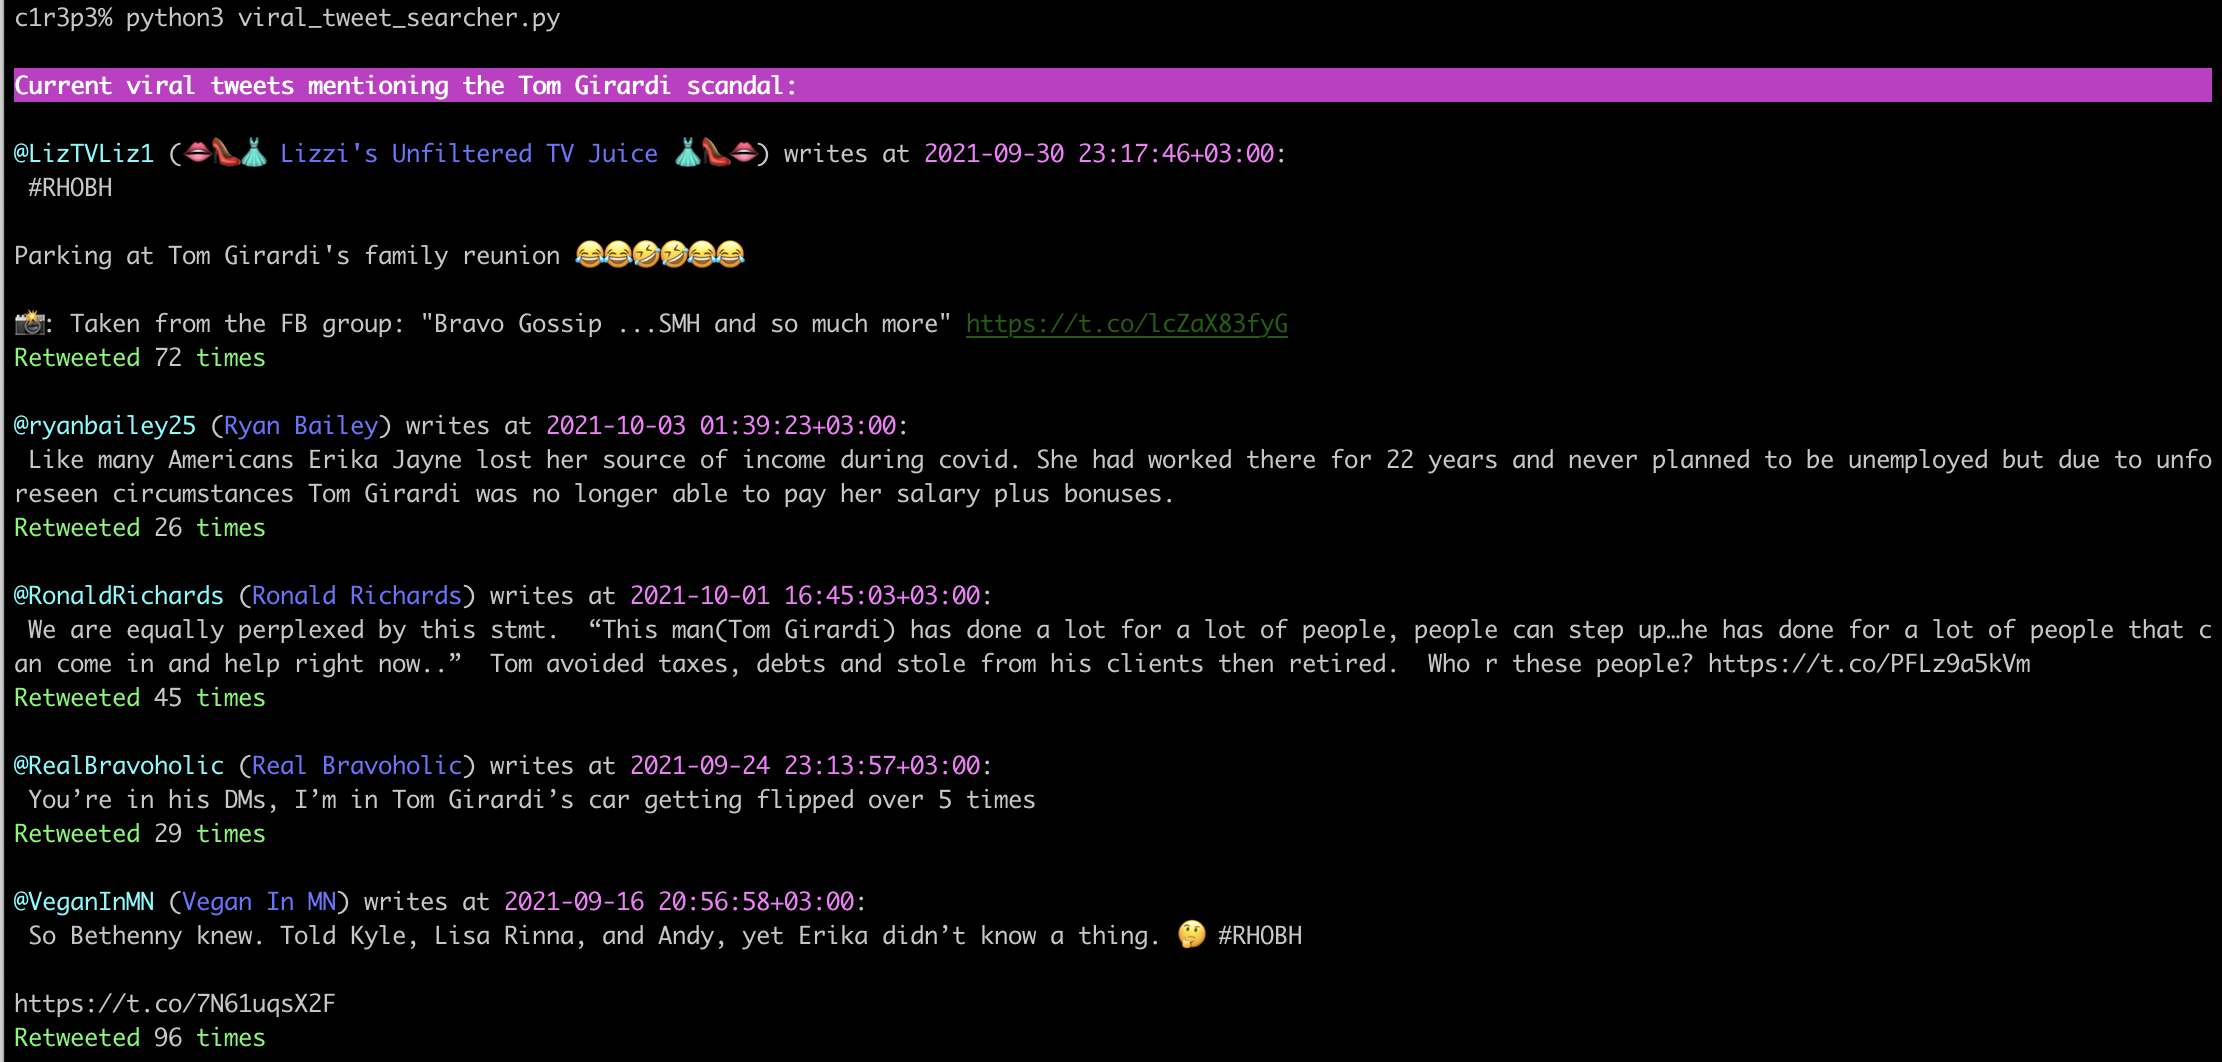 c1r3p3% python3 viral_tweet_searcher.py
Current viral tweets mentioning the Tom Girardi scandal:
@LizTVLiz1 (👄👠👗 Lizzi's Unfiltered TV Juice 👗👠👄) writes at 2021-09-30 23:17:46+03:00:
#RHOBH
Parking at Tom Girardi's family reunion 😂😂🤣🤣😂😂
📸: Taken from the FB group: "Bravo Gossip ...SMH and so much more" https://t.co/lcZaX83fyG
Retweeted 72 times
@ryanbailey25 (Ryan Bailey) writes at 2021-10-03 01:39:23+03:00:
Like many Americans Erika Jayne lost her source of income during covid. She had worked there for 22 years and never planned to be unemployed but due to unfo
reseen circumstances Tom Girardi was no longer able to pay her salary plus bonuses.
Retweeted 26 times
@RonaldRichards (Ronald Richards) writes at 2021-10-01 16:45:03+03:00:
We are equally perplexed by this stmt.  “This man(Tom Girardi) has done a lot for a lot of people, people can step up…he has done for a lot of people that c
an come in and help right now..”  Tom avoided taxes, debts and stole from his clients then retired.  Who r these people? https://t.co/PFLz9a5kVm
Retweeted 45 times
@RealBravoholic (Real Bravoholic) writes at 2021-09-24 23:13:57+03:00:
You’re in his DMs, I’m in Tom Girardi’s car getting flipped over 5 times
Retweeted 29 times
@VeganInMN (Vegan In MN) writes at 2021-09-16 20:56:58+03:00:
So Bethenny knew. Told Kyle, Lisa Rinna, and Andy, yet Erika didn’t know a thing. 🤔 #RHOBH
https://t.co/7N61uqsX2F
Retweeted 96 times